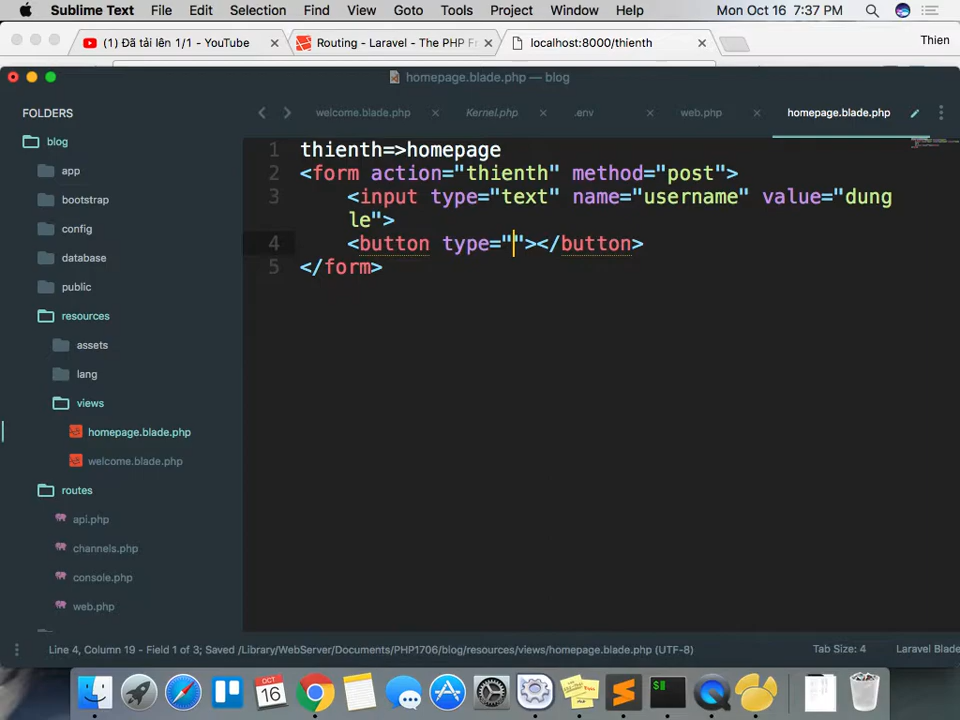 Sublime Text File Edit Selection Find View Goto Tools Project Window Help Mon Oct 16 7:37 PM
(1) Đã tải lên 1/1 - YouTube × Routing - Laravel - The PHP F × localhost:8000/thienth × Thien
homepage.blade.php — blog
FOLDERS
blog
app
bootstrap
config
database
public
resources
assets
lang
views
homepage.blade.php
welcome.blade.php
routes
api.php
channels.php
console.php
web.php
welcome.blade.php × Kernel.php × .env × web.php × homepage.blade.php
1 thienth=>homepage
2 <form action="thienth" method="post">
3 <input type="text" name="username" value="dung
le">
4 <button type=""></button>
5 </form>
Line 4, Column 19 - Field 1 of 3; Saved /Library/WebServer/Documents/PHP1706/blog/resources/views/homepage.blade.php (UTF-8) Tab Size: 4 Laravel Blade
OCT
16
$